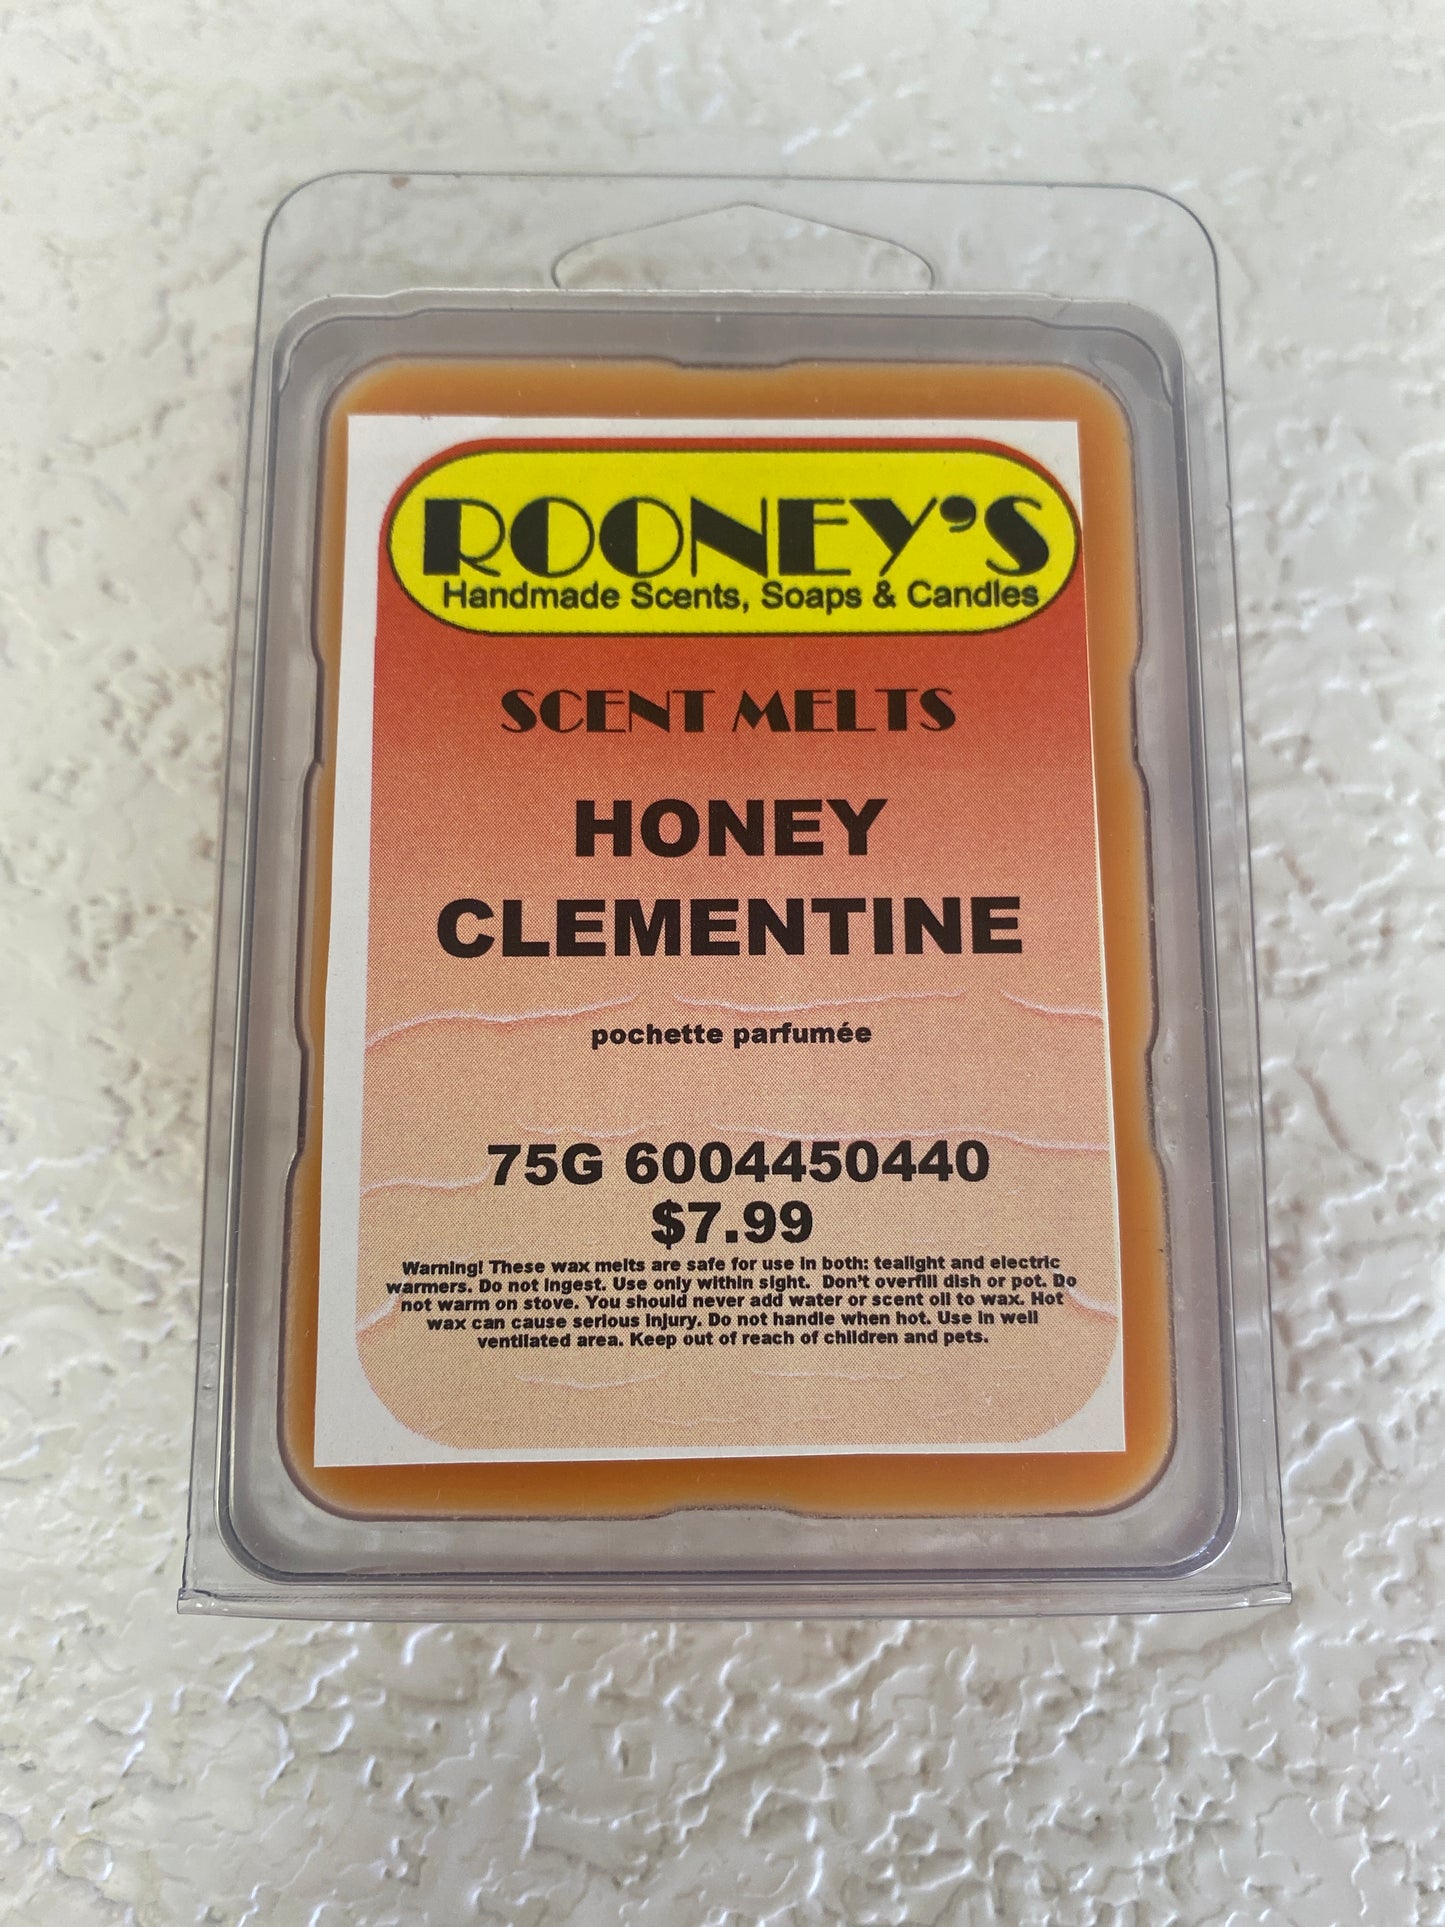 ROONEY'S
Handmade Scents, Soaps & Candles
SCENT MELTS
HONEY
CLEMENTINE
pochette parfumée
75G 6004450440
$7.99
Warning! These wax melts are safe for use in both: tealight and electric
warmers. Do not ingest. Use only within sight. Don't overfill dish or pot. Do
not warm on stove. You should never add water or scent oil to wax. Hot
wax can cause serious injury. Do not handle when hot. Use in well
ventilated area. Keep out of reach of children and pets.